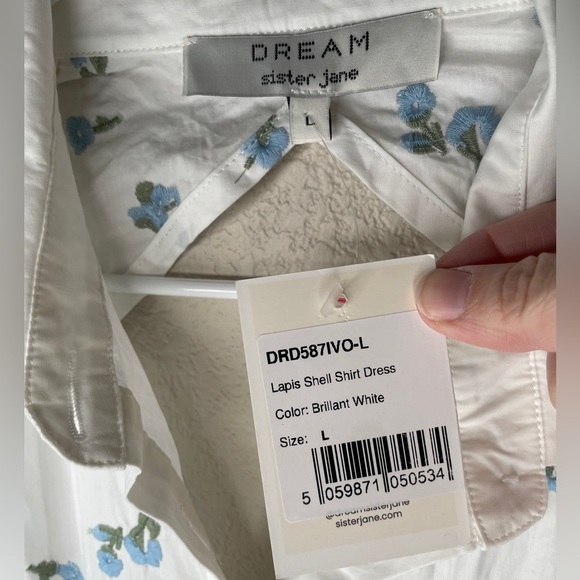 DREAM
sister jane
L
DRD587IVO-L
Lapis Shell Shirt Dress
Color: Brillant White
Size: L
5 059871 050534
@dreamsisterjane
sisterjane.com